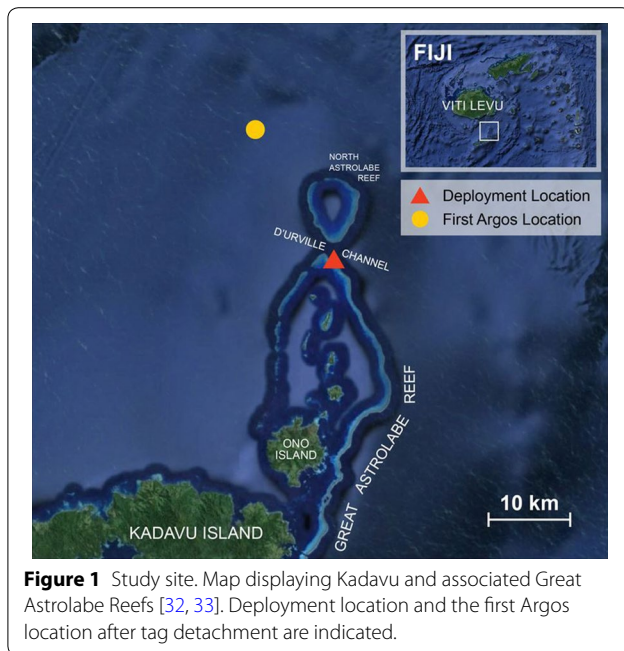 FIJI
VITI LEVU
Deployment Location
First Argos Location
NORTH
ASTROLABE
REEF
D'URVILLE CHANNEL
ONO
ISLAND
GREAT ASTROLABE REEF
KADAVU ISLAND
10 km
Figure 1 Study site. Map displaying Kadavu and associated Great
Astrolabe Reefs [32, 33]. Deployment location and the first Argos
location after tag detachment are indicated.